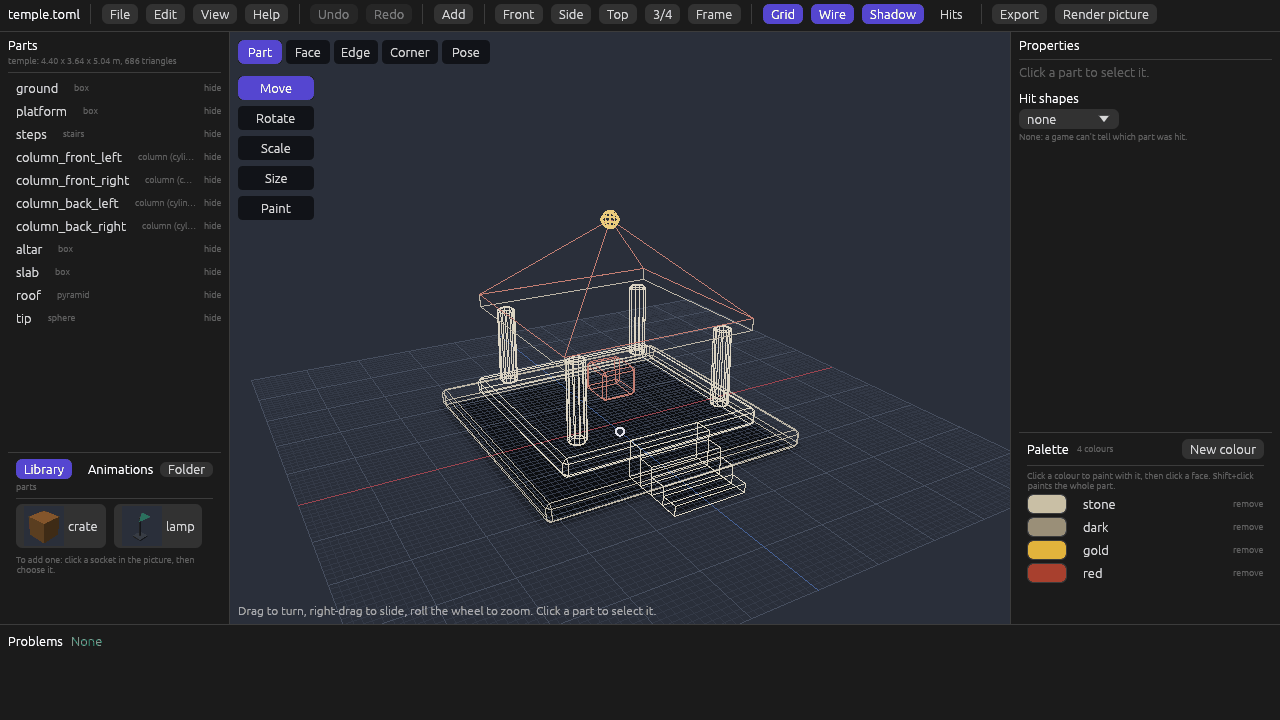 temple.toml File Edit View Help Undo Redo Add Front Side Top 3/4 Frame Grid Wire Shadow Hits Export Render picture
Parts
temple: 4.40 x 3.64 x 5.04 m, 686 triangles
ground box hide
platform box hide
steps stairs hide
column_front_left column (cyli... hide
column_front_right column (c... hide
column_back_left column (cylin... hide
column_back_right column (cyl... hide
altar box hide
slab box hide
roof pyramid hide
tip sphere hide
Library Animations Folder
parts
crate lamp
To add one: click a socket in the picture, then
choose it.
Part Face Edge Corner Pose
Move
Rotate
Scale
Size
Paint
Drag to turn, right-drag to slide, roll the wheel to zoom. Click a part to select it.
Properties
Click a part to select it.
Hit shapes
none
None: a game can't tell which part was hit.
Palette 4 colours New colour
Click a colour to paint with it, then click a face. Shift+click
paints the whole part.
stone remove
dark remove
gold remove
red remove
Problems None